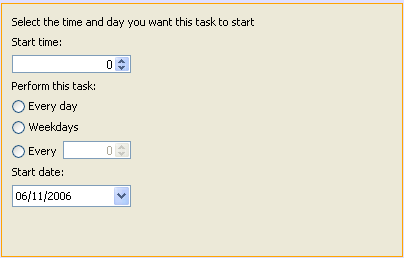 Select the time and day you want this task to start
Start time:
0
Perform this task:
Every day
Weekdays
Every 0
Start date:
06/11/2006